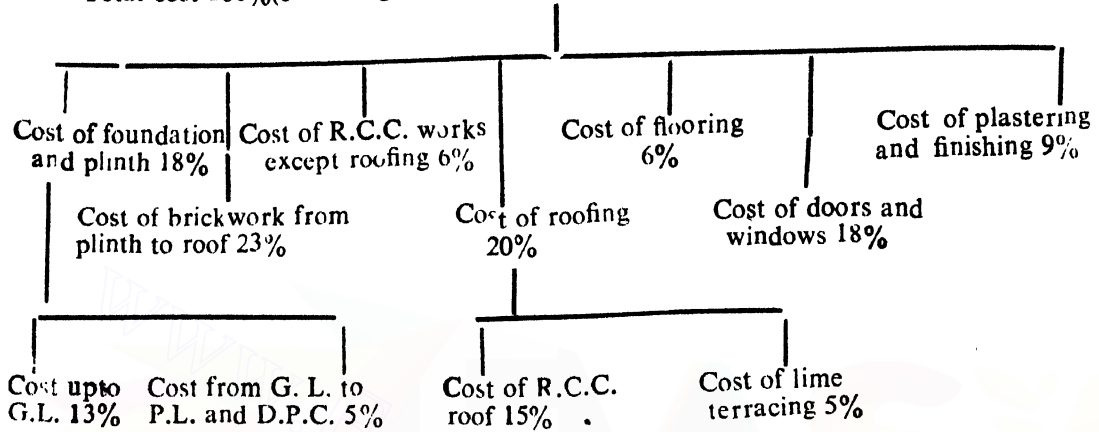 Cost of foundation
and plinth 18%
Cost of R.C.C. works
except roofing 6%
Cost of flooring
6%
Cost of plastering
and finishing 9%
Cost of brickwork from
plinth to roof 23%
Cost of roofing
20%
Cost of doors and
windows 18%
Cost upto
G.L. 13%
Cost from G. L. to
P.L. and D.P.C. 5%
Cost of R.C.C.
roof 15%
Cost of lime
terracing 5%